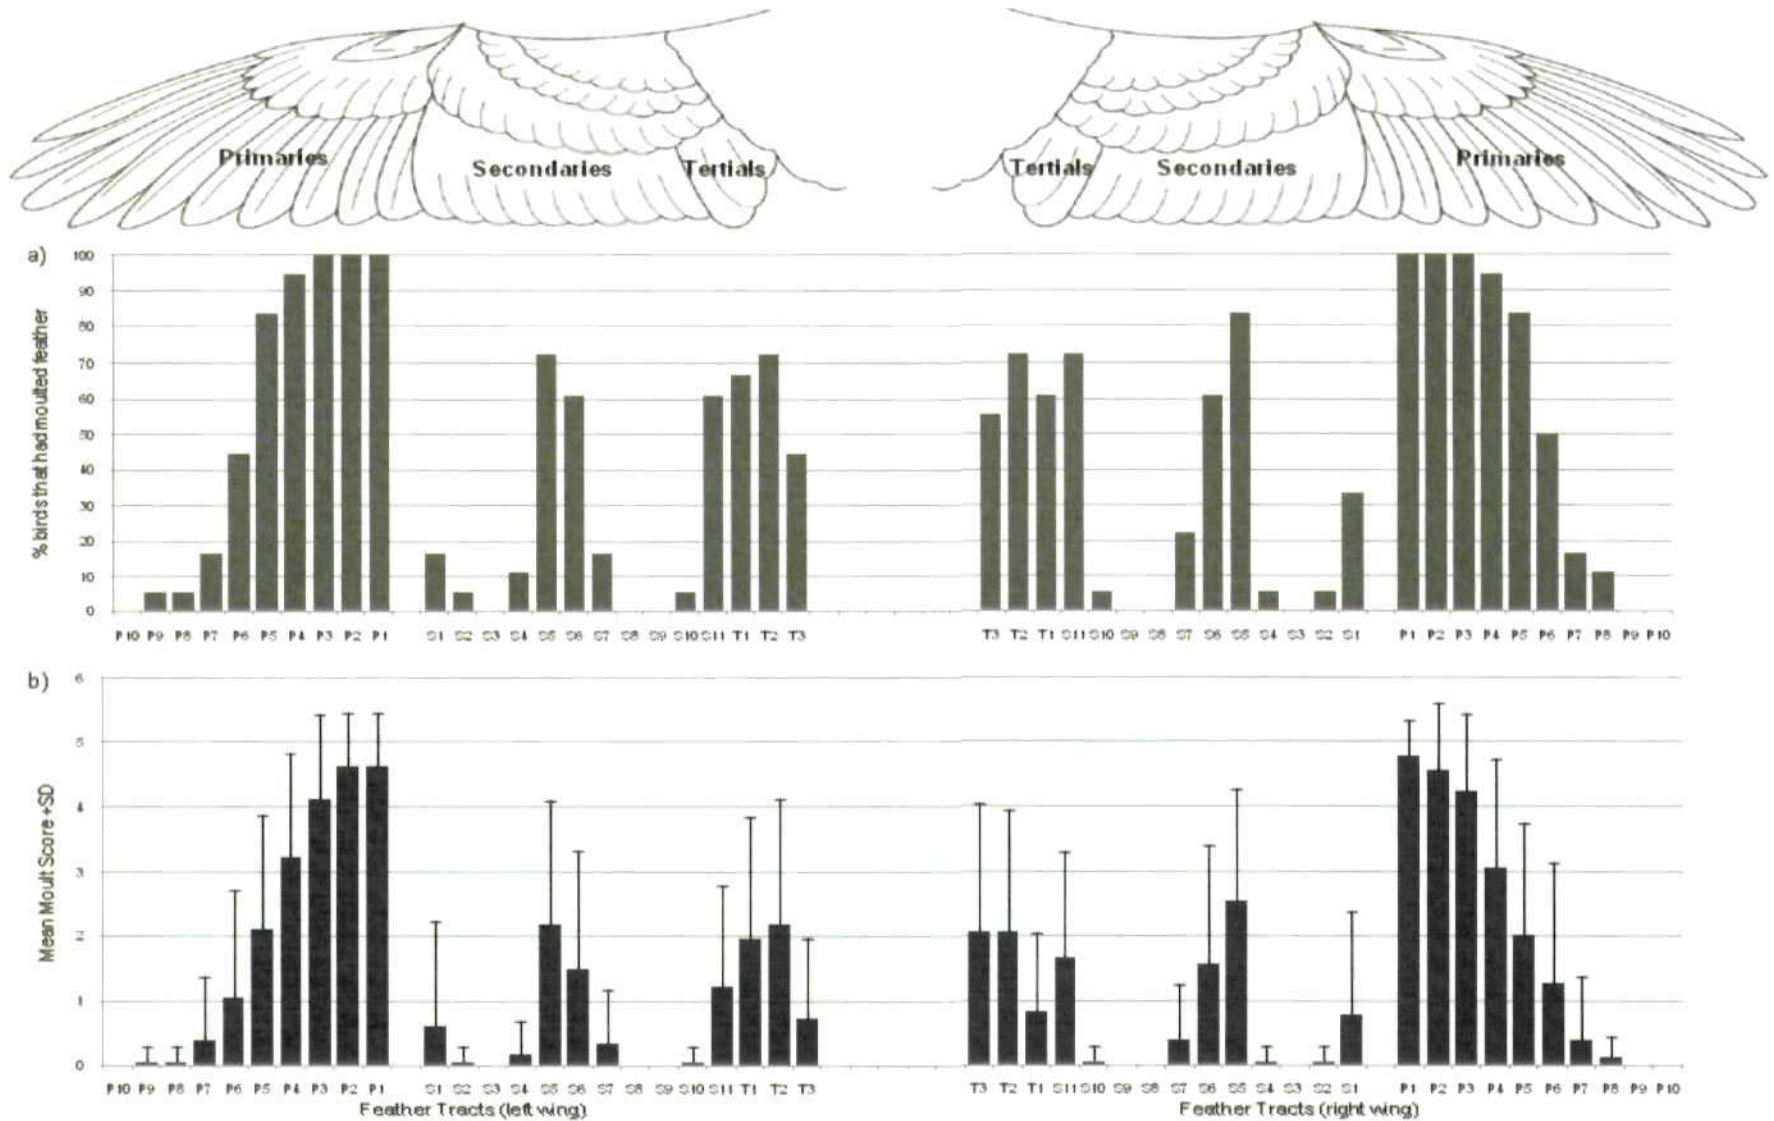 Primaries Secondaries Tertials Tertials Secondaries Primaries
a)
% birds that had moulted feather
100
90
80
70
60
50
40
30
20
10
0
P10 P9 P8 P7 P6 P5 P4 P3 P2 P1 S1 S2 S3 S4 S5 S6 S7 S8 S9 S10 S11 T1 T2 T3 T3 T2 T1 S11 S10 S9 S8 S7 S6 S5 S4 S3 S2 S1 P1 P2 P3 P4 P5 P6 P7 P8 P9 P10
b)
Mean Moult Score +SD
6
5
4
3
2
1
0
P10 P9 P8 P7 P6 P5 P4 P3 P2 P1 S1 S2 S3 S4 S5 S6 S7 S8 S9 S10 S11 T1 T2 T3 T3 T2 T1 S11 S10 S9 S8 S7 S6 S5 S4 S3 S2 S1 P1 P2 P3 P4 P5 P6 P7 P8 P9 P10
Feather Tracts (left wing) Feather Tracts (right wing)